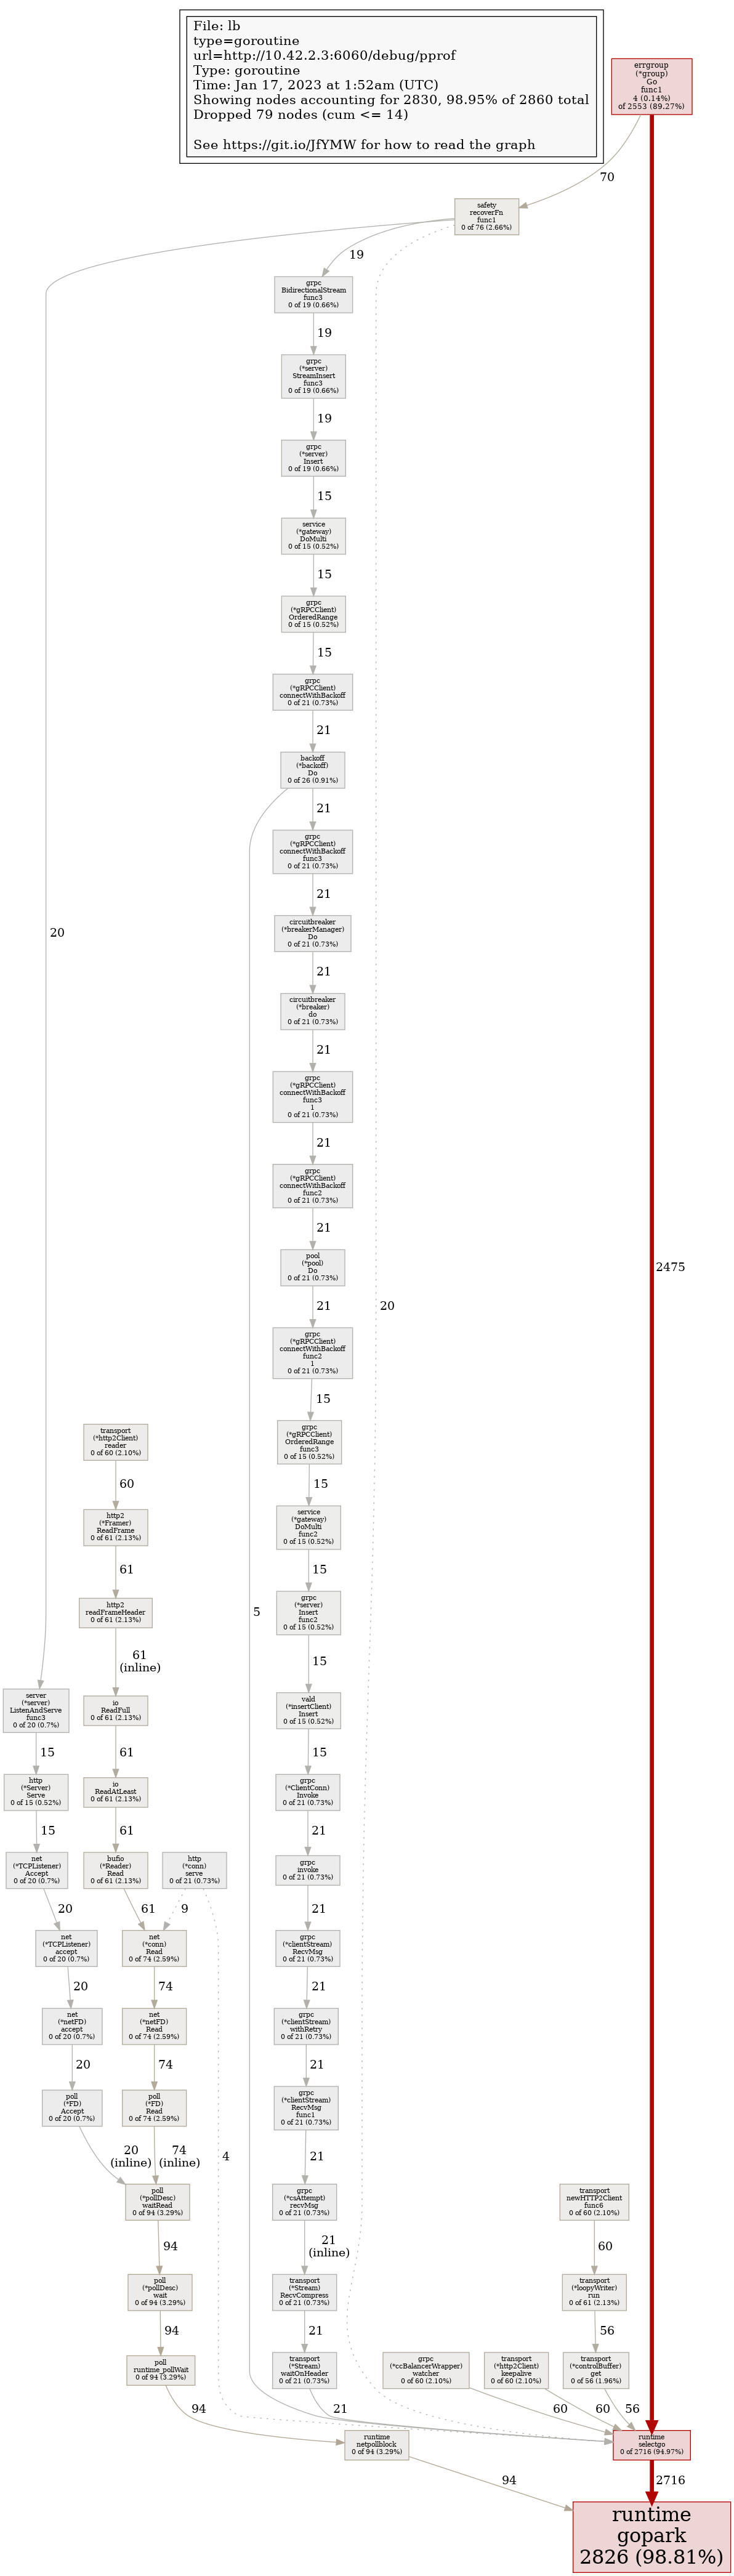 File: lb
type=goroutine
url=http://10.42.2.3:6060/debug/pprof
Type: goroutine
Time: Jan 17, 2023 at 1:52am (UTC)
Showing nodes accounting for 2830, 98.95% of 2860 total
Dropped 79 nodes (cum <= 14)
See https://git.io/JfYMW for how to read the graph
errgroup
(*group)
Go
func1
4 (0.14%)
of 2553 (89.27%)
70
safety
recoverFn
func1
0 of 76 (2.66%)
19
grpc
BidirectionalStream
func3
0 of 19 (0.66%)
19
grpc
(*server)
StreamInsert
func3
0 of 19 (0.66%)
19
grpc
(*server)
Insert
0 of 19 (0.66%)
15
service
(*gateway)
DoMulti
0 of 15 (0.52%)
15
grpc
(*gRPCClient)
OrderedRange
0 of 15 (0.52%)
15
grpc
(*gRPCClient)
connectWithBackoff
0 of 21 (0.73%)
21
backoff
(*backoff)
Do
0 of 26 (0.91%)
21
grpc
(*gRPCClient)
connectWithBackoff
func3
0 of 21 (0.73%)
21
circuitbreaker
(*breakerManager)
Do
0 of 21 (0.73%)
20
21
circuitbreaker
(*breaker)
do
0 of 21 (0.73%)
21
grpc
(*gRPCClient)
connectWithBackoff
func3
1
0 of 21 (0.73%)
21
grpc
(*gRPCClient)
connectWithBackoff
func2
0 of 21 (0.73%)
21
pool
(*pool)
Do
0 of 21 (0.73%)
2475
21
20
grpc
(*gRPCClient)
connectWithBackoff
func2
1
0 of 21 (0.73%)
15
grpc
(*gRPCClient)
OrderedRange
func3
0 of 15 (0.52%)
transport
(*http2Client)
reader
0 of 60 (2.10%)
60
15
http2
(*Framer)
ReadFrame
0 of 61 (2.13%)
service
(*gateway)
DoMulti
func2
0 of 15 (0.52%)
61
15
http2
readFrameHeader
0 of 61 (2.13%)
grpc
(*server)
Insert
func2
0 of 15 (0.52%)
5
61
(inline)
15
server
(*server)
ListenAndServe
func3
0 of 20 (0.7%)
io
ReadFull
0 of 61 (2.13%)
vald
(*insertClient)
Insert
0 of 15 (0.52%)
15
61
15
http
(*Server)
Serve
0 of 15 (0.52%)
io
ReadAtLeast
0 of 61 (2.13%)
grpc
(*ClientConn)
Invoke
0 of 21 (0.73%)
15
61
21
net
(*TCPListener)
Accept
0 of 20 (0.7%)
bufio
(*Reader)
Read
0 of 61 (2.13%)
http
(*conn)
serve
0 of 21 (0.73%)
grpc
invoke
0 of 21 (0.73%)
20
61
9
21
net
(*TCPListener)
accept
0 of 20 (0.7%)
net
(*conn)
Read
0 of 74 (2.59%)
grpc
(*clientStream)
RecvMsg
0 of 21 (0.73%)
20
74
21
net
(*netFD)
accept
0 of 20 (0.7%)
net
(*netFD)
Read
0 of 74 (2.59%)
grpc
(*clientStream)
withRetry
0 of 21 (0.73%)
20
74
21
poll
(*FD)
Accept
0 of 20 (0.7%)
poll
(*FD)
Read
0 of 74 (2.59%)
grpc
(*clientStream)
RecvMsg
func1
0 of 21 (0.73%)
20
(inline)
74
(inline)
4
21
poll
(*pollDesc)
waitRead
0 of 94 (3.29%)
grpc
(*csAttempt)
recvMsg
0 of 21 (0.73%)
transport
newHTTP2Client
func6
0 of 60 (2.10%)
94
21
(inline)
60
poll
(*pollDesc)
wait
0 of 94 (3.29%)
transport
(*Stream)
RecvCompress
0 of 21 (0.73%)
transport
(*loopyWriter)
run
0 of 61 (2.13%)
94
21
56
poll
runtime_pollWait
0 of 94 (3.29%)
transport
(*Stream)
waitOnHeader
0 of 21 (0.73%)
grpc
(*ccBalancerWrapper)
watcher
0 of 60 (2.10%)
transport
(*http2Client)
keepalive
0 of 60 (2.10%)
transport
(*controlBuffer)
get
0 of 56 (1.96%)
94
21
60
60
56
runtime
netpollblock
0 of 94 (3.29%)
runtime
selectgo
0 of 2716 (94.97%)
94
2716
runtime
gopark
2826 (98.81%)